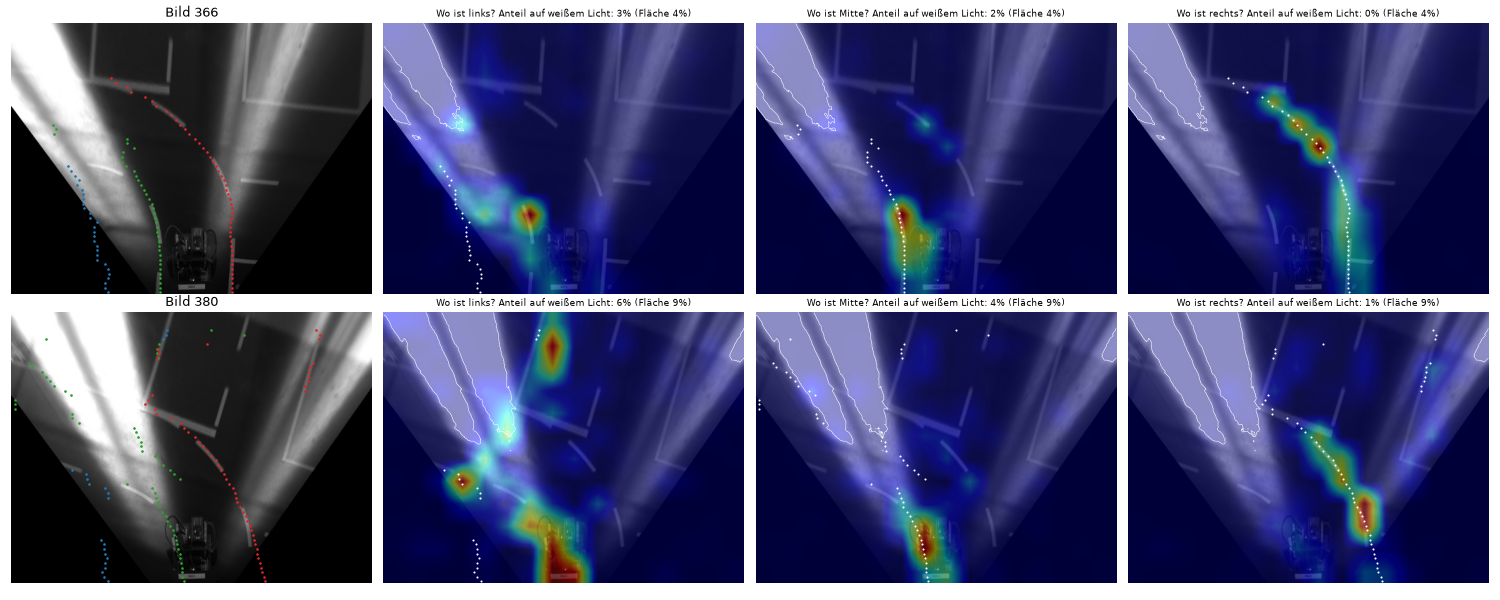 Bild 366
Wo ist links? Anteil auf weißem Licht: 3% (Fläche 4%)
Wo ist Mitte? Anteil auf weißem Licht: 2% (Fläche 4%)
Wo ist rechts? Anteil auf weißem Licht: 0% (Fläche 4%)
Bild 380
Wo ist links? Anteil auf weißem Licht: 6% (Fläche 9%)
Wo ist Mitte? Anteil auf weißem Licht: 4% (Fläche 9%)
Wo ist rechts? Anteil auf weißem Licht: 1% (Fläche 9%)